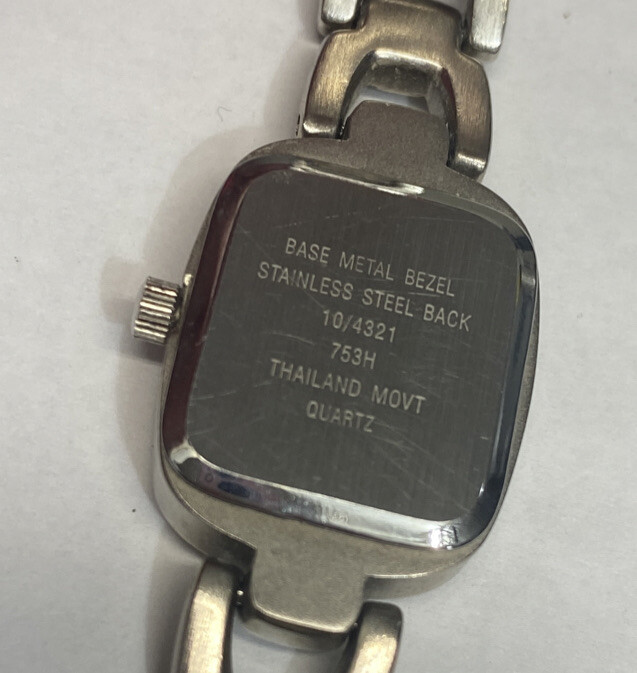 BASE METAL BEZEL
STAINLESS STEEL BACK
10/4321
753H
THAILAND MOVT
QUARTZ